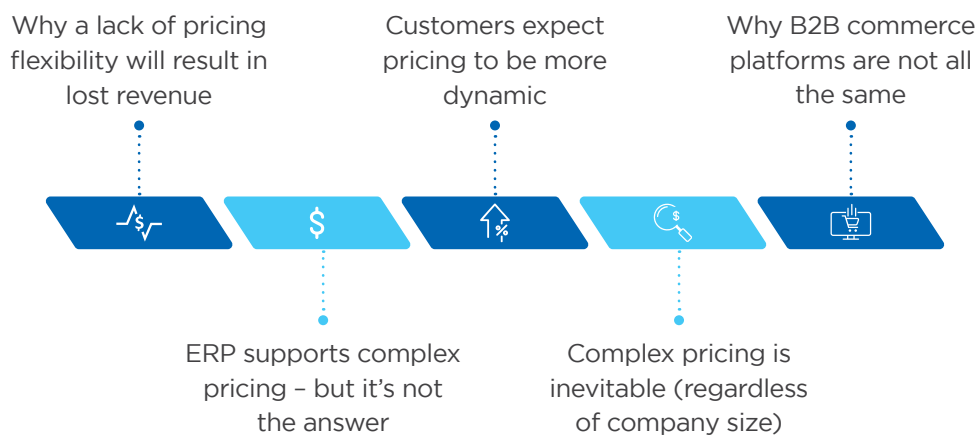 Why a lack of pricing
flexibility will result in
lost revenue
Customers expect
pricing to be more
dynamic
Why B2B commerce
platforms are not all
the same
$
$
%
$
ERP supports complex
pricing – but it’s not
the answer
Complex pricing is
inevitable (regardless
of company size)